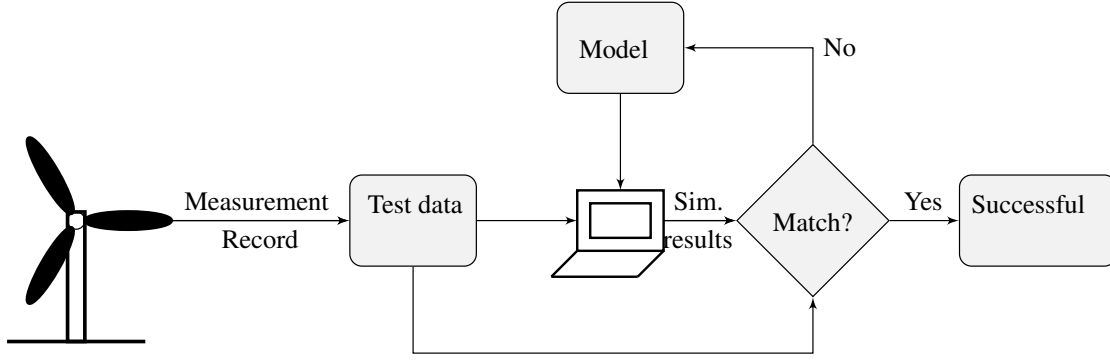 Model
No
Measurement
Record
Test data
Sim.
results
Match?
Yes
Successful